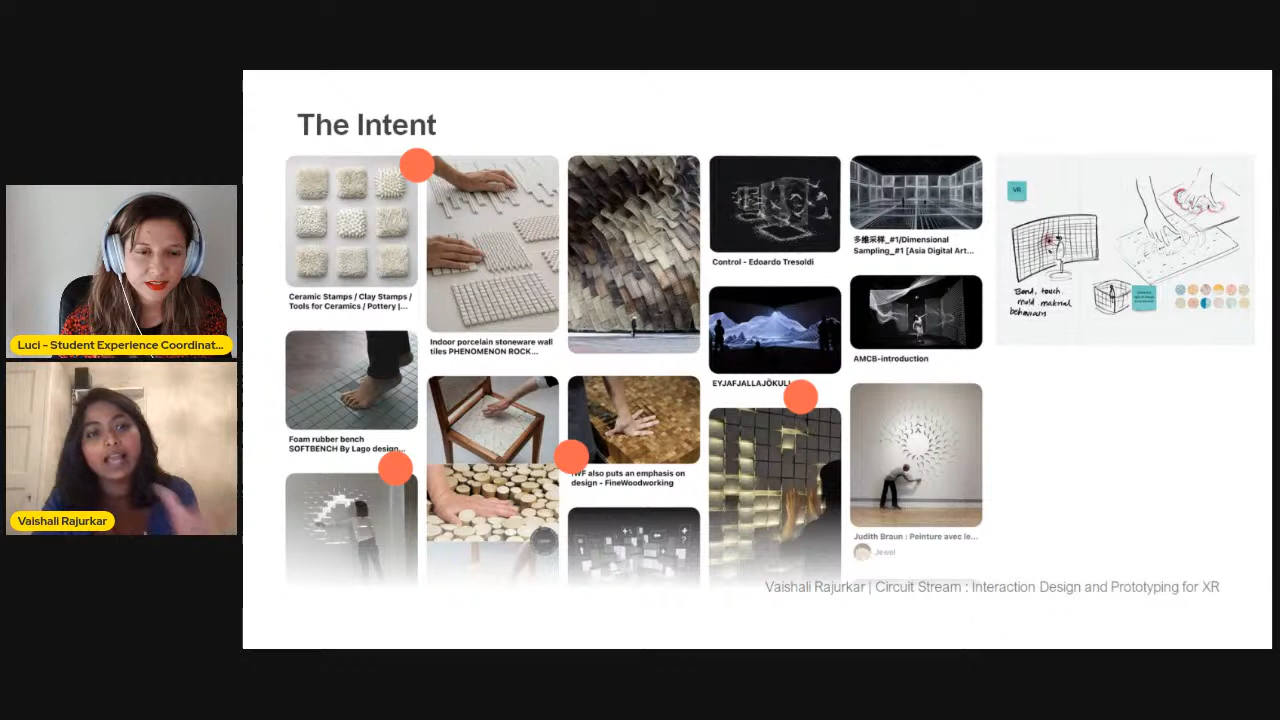 The Intent
Luci - Student Experience Coordinat...
Vaishali Rajurkar
Ceramic Stamps / Clay Stamps /
Tools for Ceramics / Pottery |...
Foam rubber bench
SOFTBENCH By Lago design...
Indoor porcelain stoneware wall
tiles PHENOMENON ROCK...
IWF also puts an emphasis on
design - FineWoodworking
Control - Edoardo Tresoldi
EYJAFJALLAJÖKULL
多维采样_#1/Dimensional
Sampling_#1 [Asia Digital Art...
AMCB-introduction
Judith Braun : Peinture avec le...
Jewel
VR
Bend, touch,
mold material
behaviours
Vaishali Rajurkar | Circuit Stream : Interaction Design and Prototyping for XR